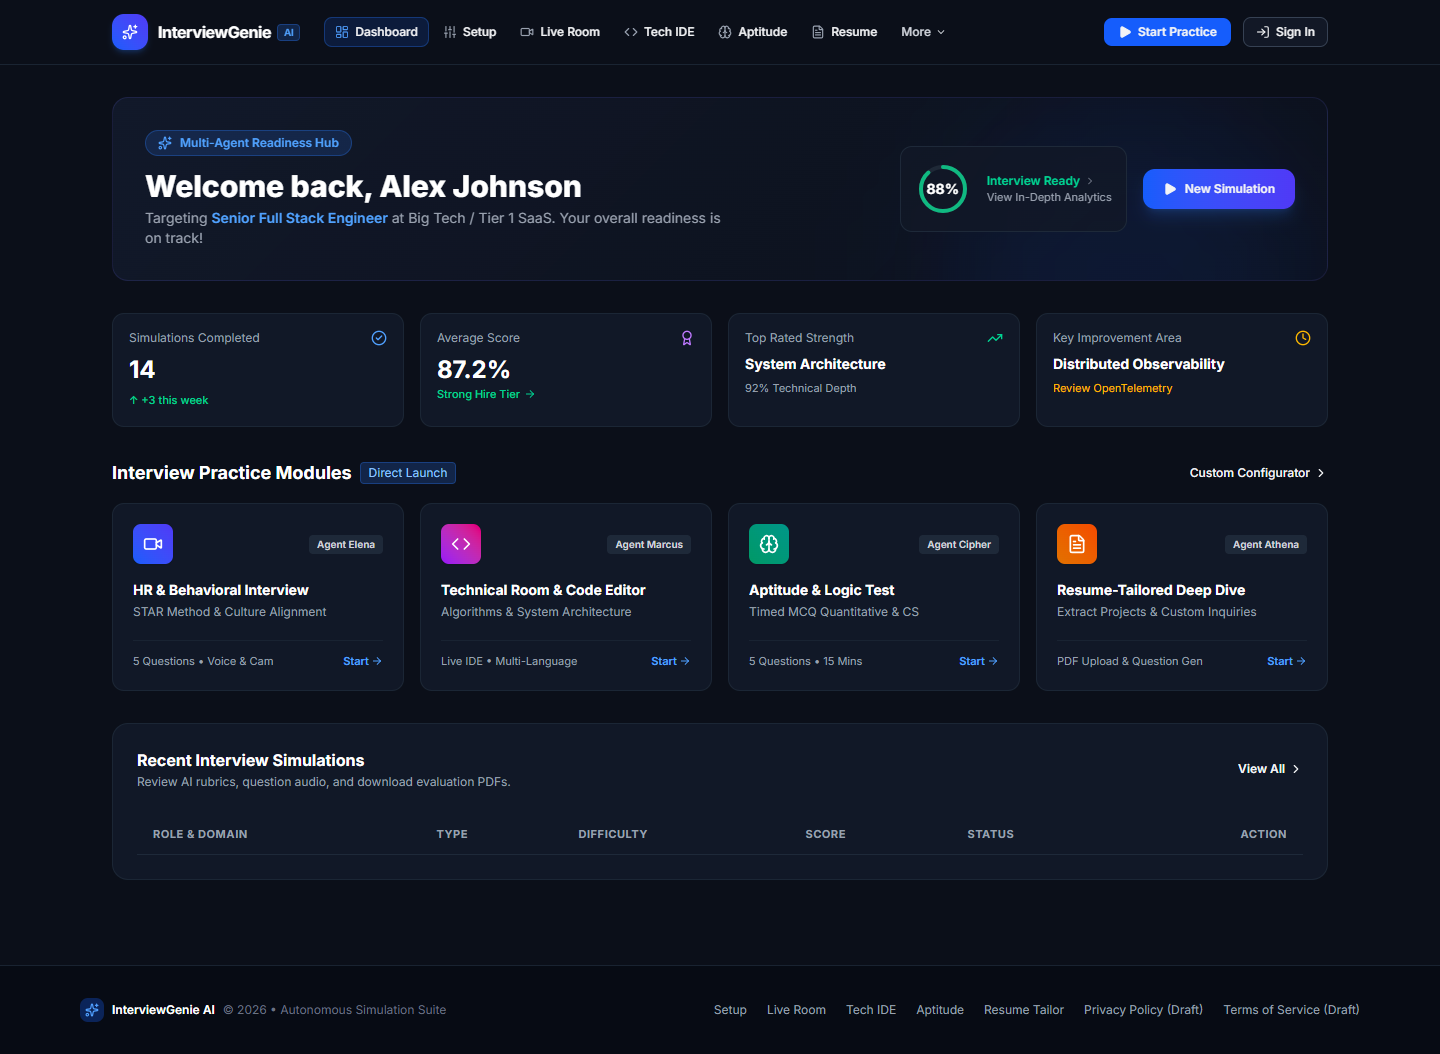 InterviewGenie AI
Dashboard
Setup
Live Room
Tech IDE
Aptitude
Resume
More
Start Practice
Sign In
Multi-Agent Readiness Hub
Welcome back, Alex Johnson
Targeting Senior Full Stack Engineer at Big Tech / Tier 1 SaaS. Your overall readiness is
on track!
88%
Interview Ready
View In-Depth Analytics
New Simulation
Simulations Completed
14
↑ +3 this week
Average Score
87.2%
Strong Hire Tier →
Top Rated Strength
System Architecture
92% Technical Depth
Key Improvement Area
Distributed Observability
Review OpenTelemetry
Interview Practice Modules
Direct Launch
Custom Configurator
Agent Elena
HR & Behavioral Interview
STAR Method & Culture Alignment
5 Questions • Voice & Cam
Start →
Agent Marcus
Technical Room & Code Editor
Algorithms & System Architecture
Live IDE • Multi-Language
Start →
Agent Cipher
Aptitude & Logic Test
Timed MCQ Quantitative & CS
5 Questions • 15 Mins
Start →
Agent Athena
Resume-Tailored Deep Dive
Extract Projects & Custom Inquiries
PDF Upload & Question Gen
Start →
Recent Interview Simulations
Review AI rubrics, question audio, and download evaluation PDFs.
View All
ROLE & DOMAIN TYPE DIFFICULTY SCORE STATUS ACTION
InterviewGenie AI © 2026 • Autonomous Simulation Suite
Setup
Live Room
Tech IDE
Aptitude
Resume Tailor
Privacy Policy (Draft)
Terms of Service (Draft)